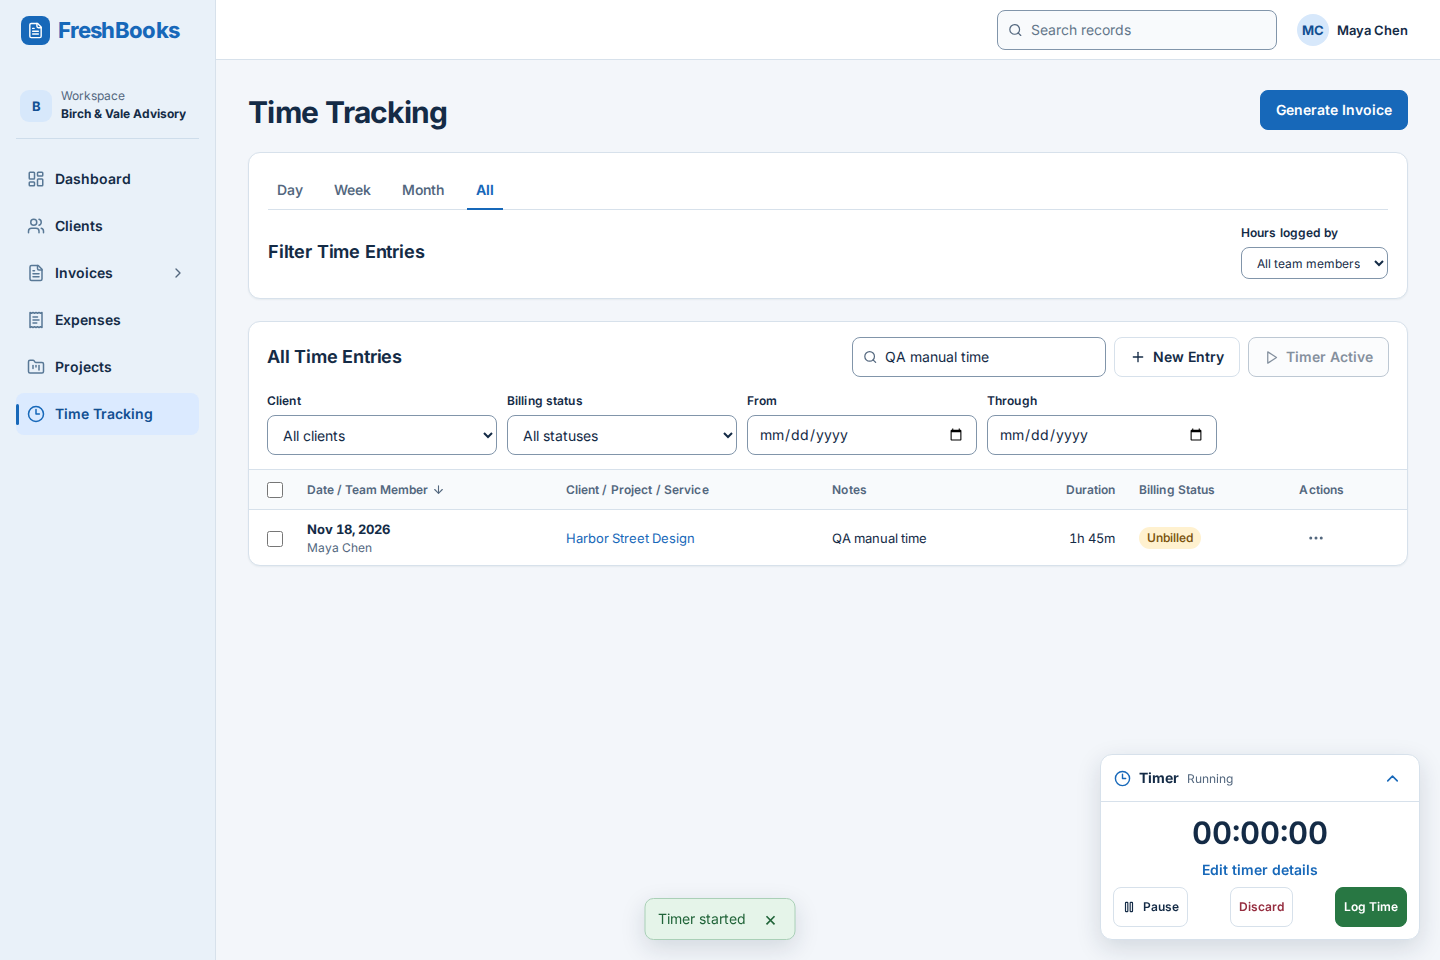 FreshBooks
Search records
MC
Maya Chen
B
Workspace
Birch & Vale Advisory
Dashboard
Clients
Invoices
Expenses
Projects
Time Tracking
Time Tracking
Generate Invoice
Day
Week
Month
All
Filter Time Entries
Hours logged by
All team members
All Time Entries
QA manual time
New Entry
Timer Active
Client
Billing status
From
Through
All clients
All statuses
mm/dd/yyyy
mm/dd/yyyy
Date / Team Member
Client / Project / Service
Notes
Duration
Billing Status
Actions
Nov 18, 2026
Maya Chen
Harbor Street Design
QA manual time
1h 45m
Unbilled
Timer Running
00:00:00
Edit timer details
Pause
Discard
Log Time
Timer started